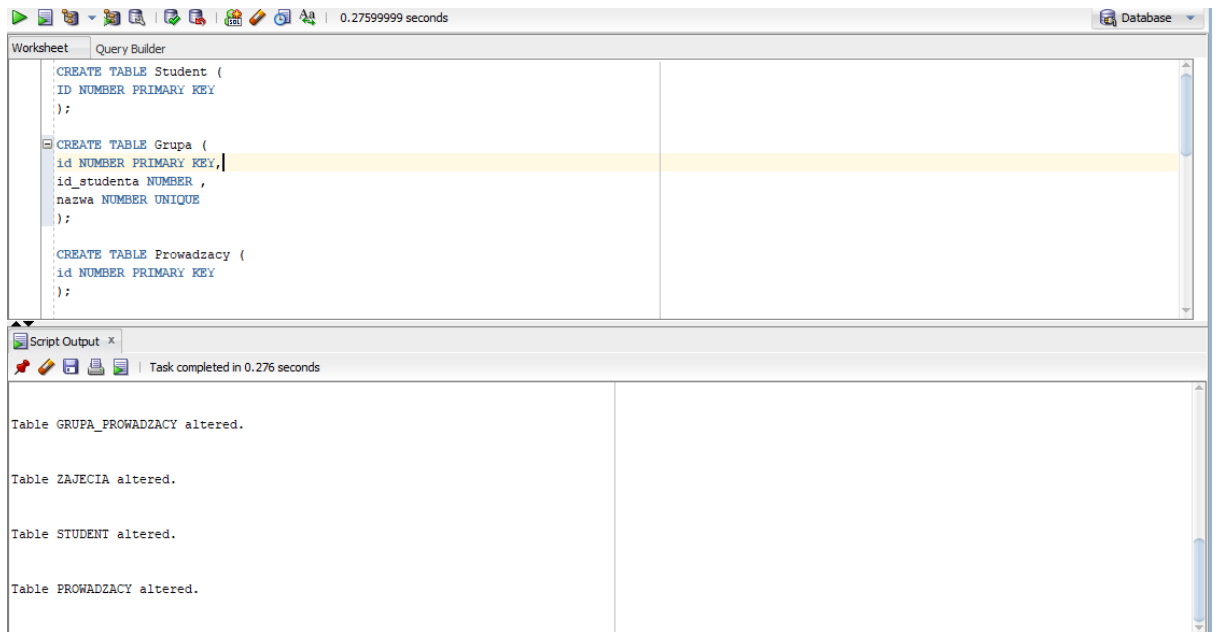 0.27599999 seconds
Database
Worksheet
Query Builder
CREATE TABLE Student (
ID NUMBER PRIMARY KEY
);
CREATE TABLE Grupa (
id NUMBER PRIMARY KEY,
id_studenta NUMBER ,
nazwa NUMBER UNIQUE
);
CREATE TABLE Prowadzacy (
id NUMBER PRIMARY KEY
);
Script Output x
Task completed in 0.276 seconds
Table GRUPA_PROWADZACY altered.
Table ZAJECIA altered.
Table STUDENT altered.
Table PROWADZACY altered.